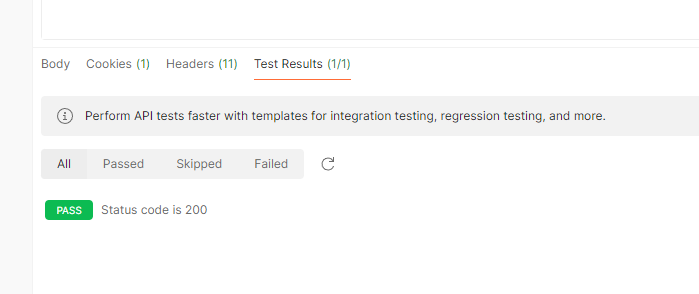 Body Cookies (1) Headers (11) Test Results (1/1)
Perform API tests faster with templates for integration testing, regression testing, and more.
All Passed Skipped Failed
PASS Status code is 200